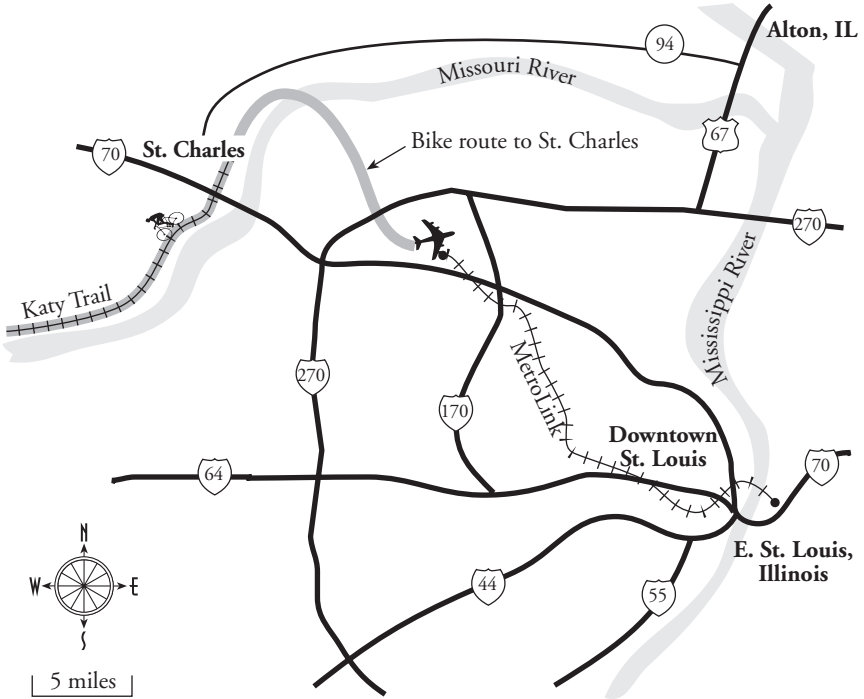 Alton, IL
94
Missouri River
67
70
St. Charles
Bike route to St. Charles
270
Katy Trail
Mississippi River
270
MetroLink
170
Downtown
St. Louis
64
70
N
W
E
S
E. St. Louis,
Illinois
44
55
5 miles